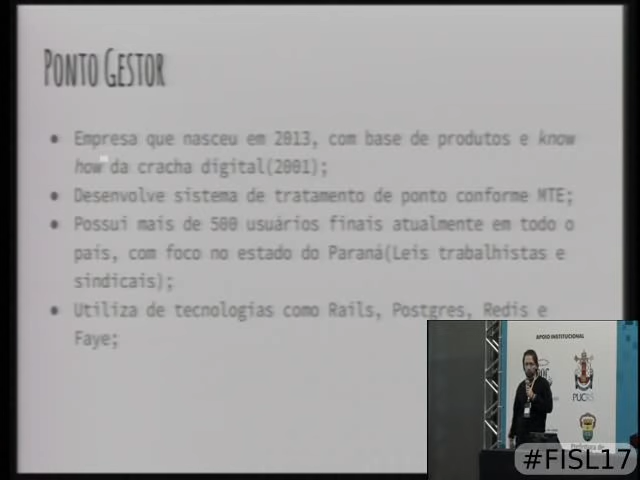 PONTO GESTOR
• Empresa que nasceu em 2013, com base de produtos e know
how da cracha digital(2001);
• Desenvolve sistema de tratamento de ponto conforme MTE;
• Possui mais de 500 usuários finais atualmente em todo o
país, com foco no estado do Paraná(Leis trabalhistas e
sindicais);
• Utiliza de tecnologias como Rails, Postgres, Redis e
Faye;
APOIO INSTITUCIONAL
PUCRS
Prefeitura de
#FISL17